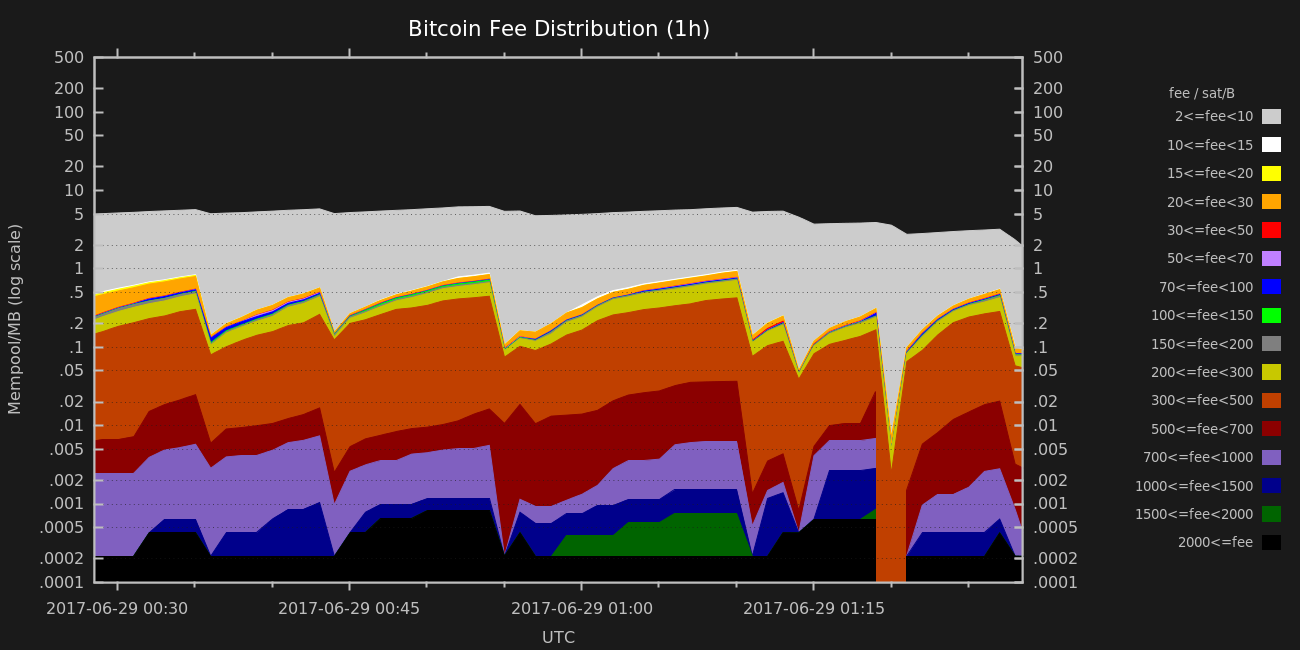 Bitcoin Fee Distribution (1h)
500 500
200 200
100 100
50 50
20 20
10 10
5 5
2 2
1 1
.5 .5
.2 .2
.1 .1
.05 .05
.02 .02
.01 .01
.005 .005
.002 .002
.001 .001
.0005 .0005
.0002 .0002
.0001 .0001
Mempool/MB (log scale)
2017-06-29 00:30 2017-06-29 00:45 2017-06-29 01:00 2017-06-29 01:15
UTC
fee / sat/B
2<=fee<10
10<=fee<15
15<=fee<20
20<=fee<30
30<=fee<50
50<=fee<70
70<=fee<100
100<=fee<150
150<=fee<200
200<=fee<300
300<=fee<500
500<=fee<700
700<=fee<1000
1000<=fee<1500
1500<=fee<2000
2000<=fee